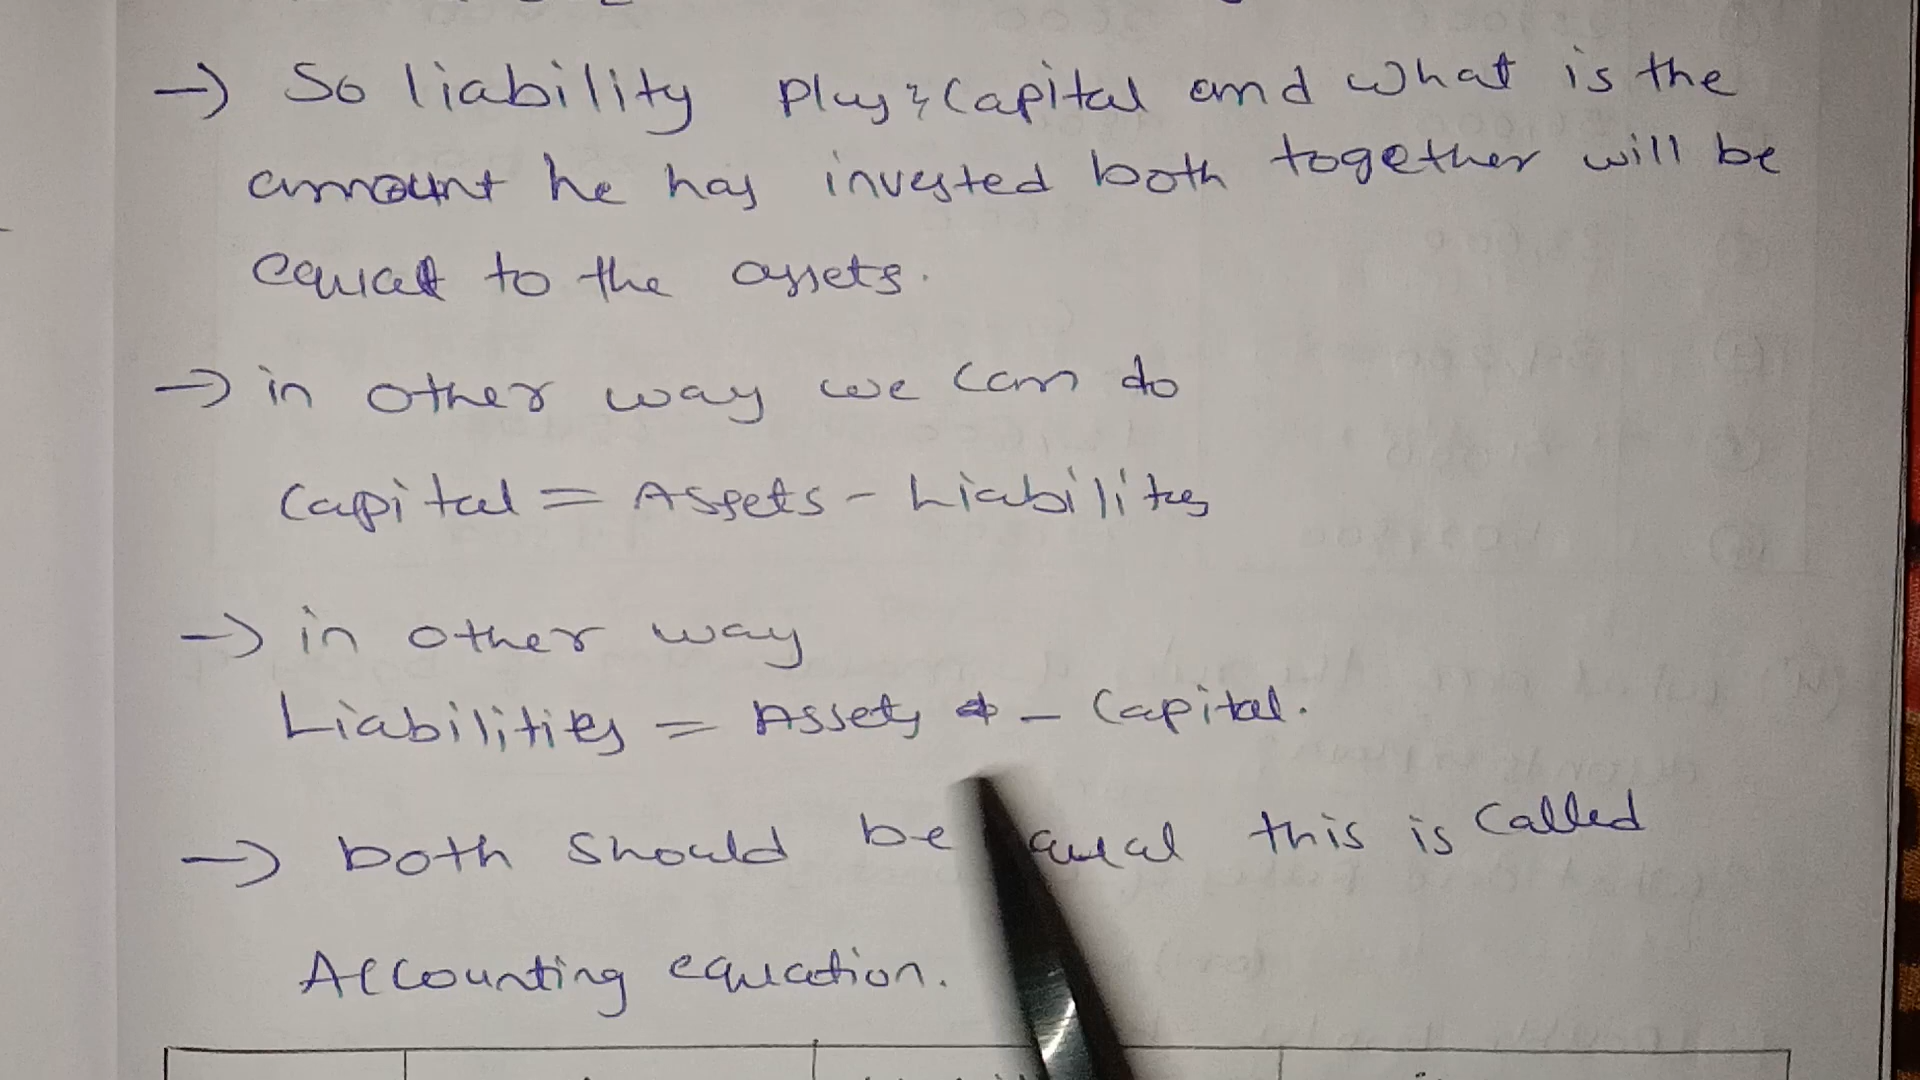 → So liability plus & Capital and what is the
amount he has invested both together will be
equal to the assets.
→ in other way we can do
Capital = Assets - Liabilities
→ in other way
Liabilities = Assets - Capital.
→ both should be equal this is called
Accounting equation.